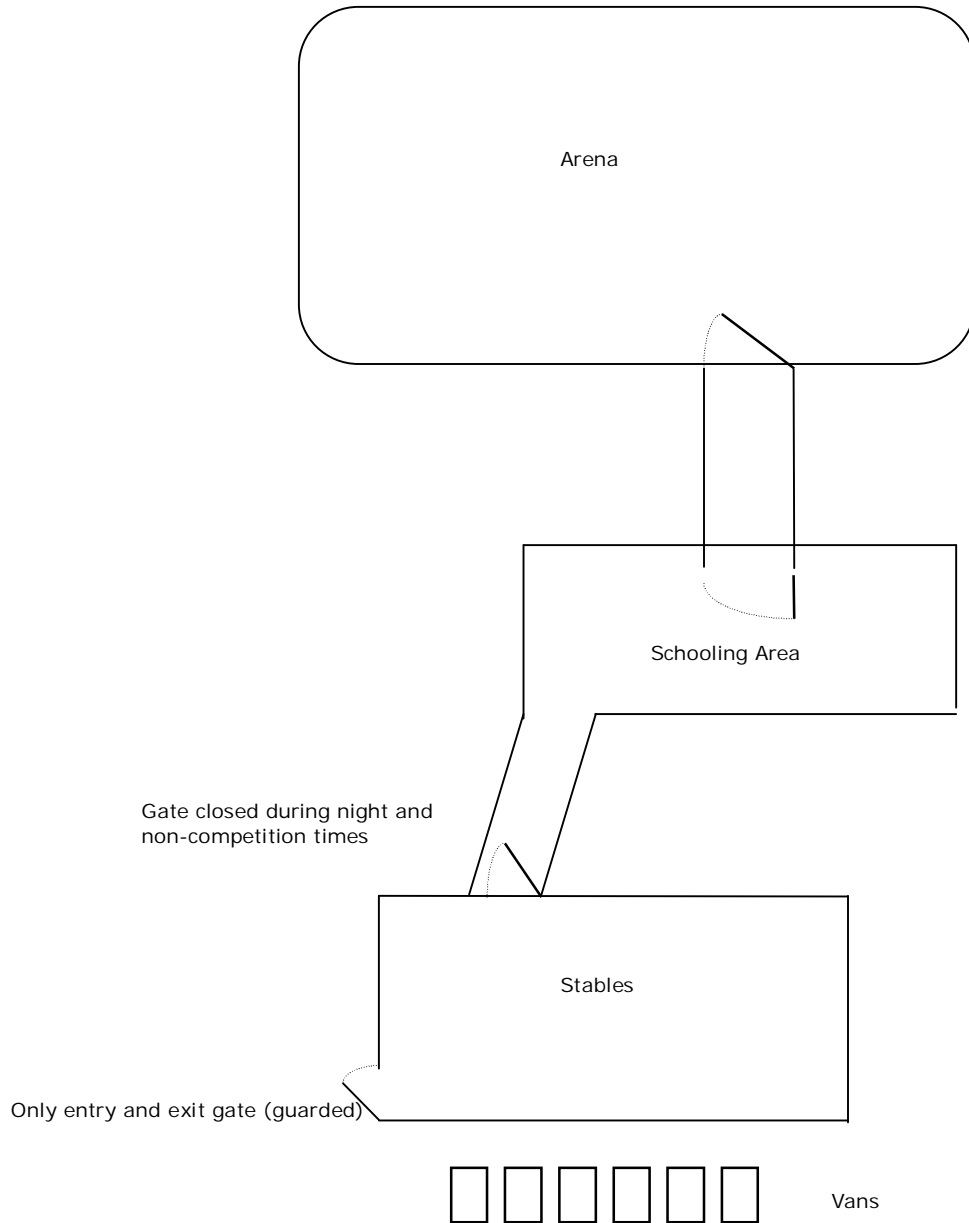 Arena
Schooling Area
Gate closed during night and
non-competition times
Stables
Only entry and exit gate (guarded)
Vans